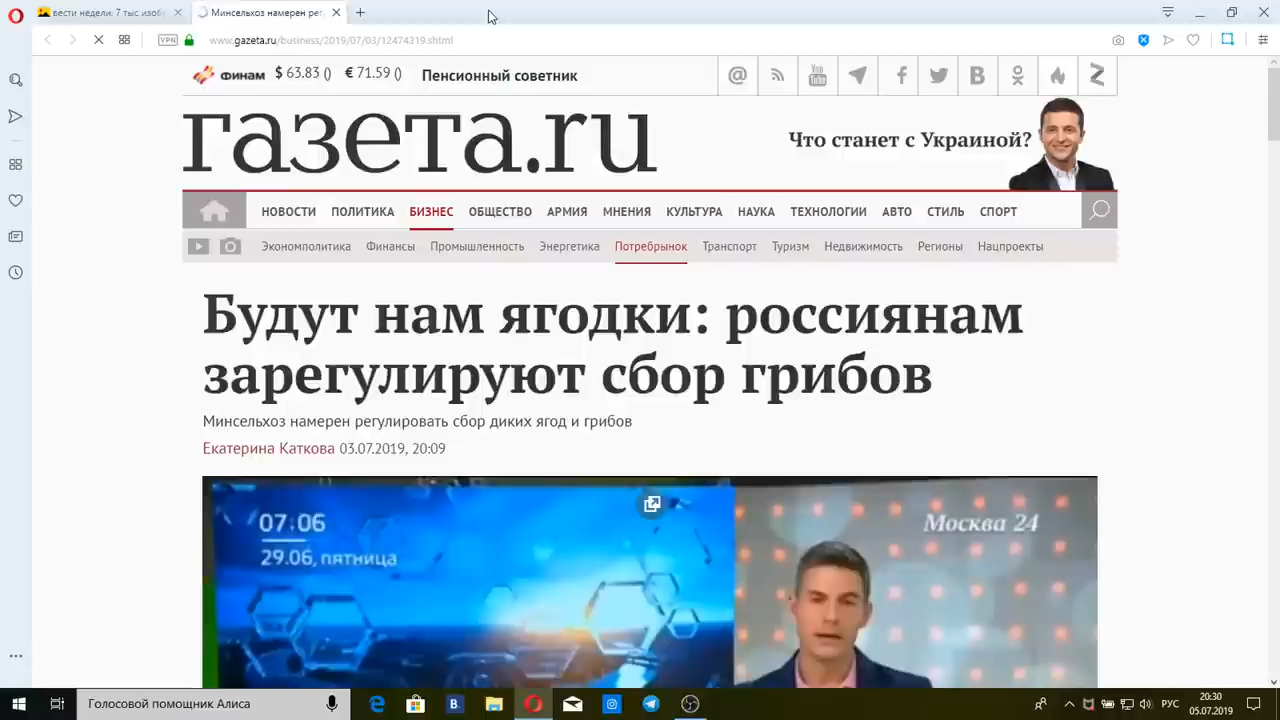 вести недели: 7 тыс изоб
Минсельхоз намерен рег
VPN
www.gazeta.ru/business/2019/07/03/12474319.shtml
финам
$ 63.83 ()
€ 71.59 ()
Пенсионный советник
You Tube
газета.ru
Что станет с Украиной?
НОВОСТИ ПОЛИТИКА БИЗНЕС ОБЩЕСТВО АРМИЯ МНЕНИЯ КУЛЬТУРА НАУКА ТЕХНОЛОГИИ АВТО СТИЛЬ СПОРТ
Экономполитика Финансы Промышленность Энергетика Потребрынок Транспорт Туризм Недвижимость Регионы Нацпроекты
Будут нам ягодки: россиянам
зарегулируют сбор грибов
Минсельхоз намерен регулировать сбор диких ягод и грибов
Екатерина Каткова 03.07.2019, 20:09
07:06
29.06, пятница
Москва 24
Голосовой помощник Алиса
РУС
20:30
05.07.2019